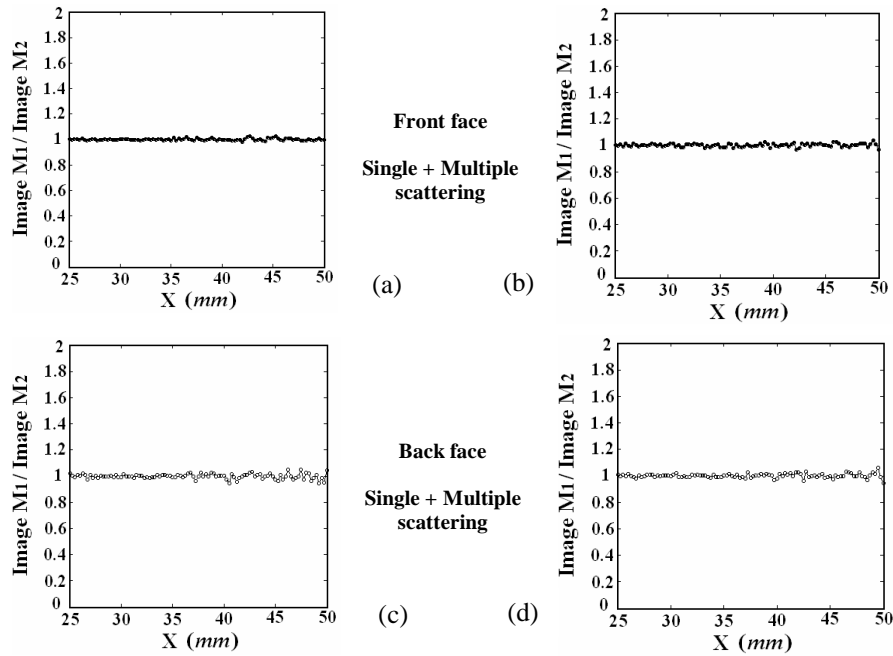 2
1.8
1.6
1.4
1.2
1
0.8
0.6
0.4
0.2
0
Image M1/ Image M2
25 30 35 40 45 50
X (mm)
(a)
Front face
Single + Multiple
scattering
2
1.8
1.6
1.4
1.2
1
0.8
0.6
0.4
0.2
0
Image M1/ Image M2
25 30 35 40 45 50
X (mm)
(b)
2
1.8
1.6
1.4
1.2
1
0.8
0.6
0.4
0.2
0
Image M1/ Image M2
25 30 35 40 45 50
X (mm)
(c)
Back face
Single + Multiple
scattering
2
1.8
1.6
1.4
1.2
1
0.8
0.6
0.4
0.2
0
Image M1/ Image M2
25 30 35 40 45 50
X (mm)
(d)